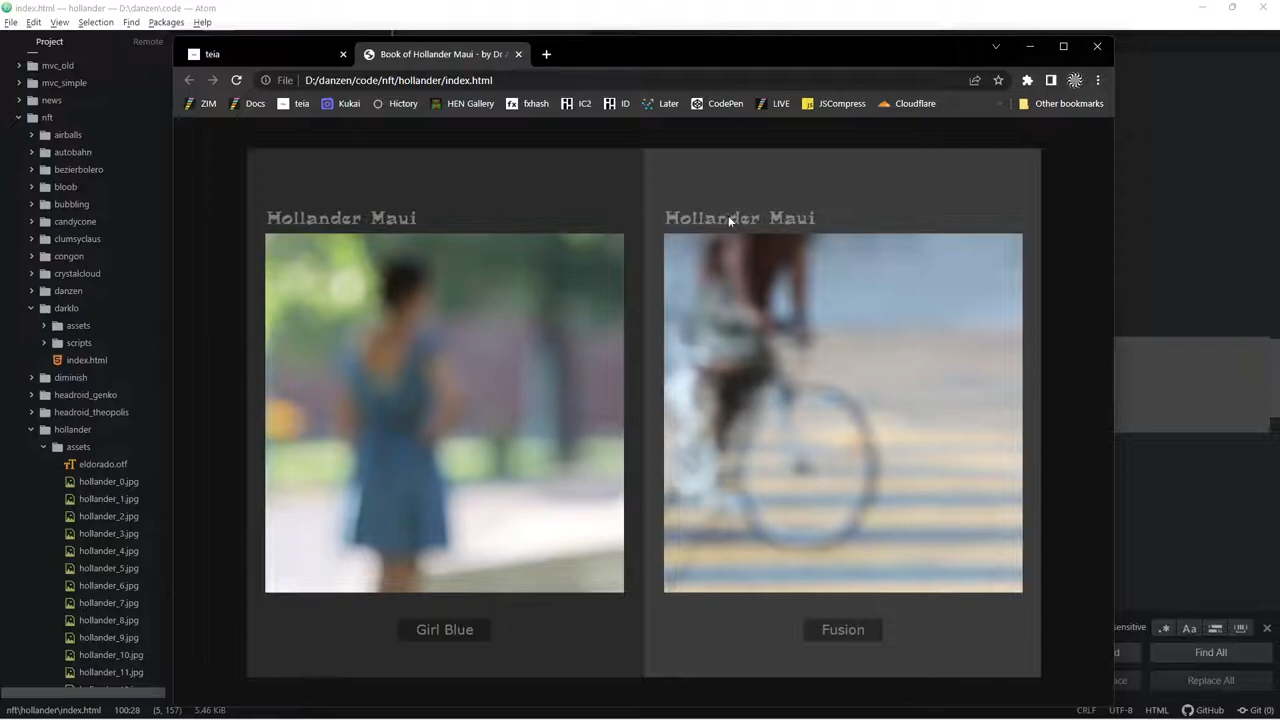 index.html — hollander — D:\danzen\code — Atom
File Edit View Selection Find Packages Help
Project Remote
mvc_old
mvc_simple
news
nft
airballs
autobahn
bezierbolero
bloob
bubbling
candycone
clumsyclaus
congon
crystalcloud
danzen
darklo
assets
scripts
index.html
diminish
headroid_genko
headroid_theopolis
hollander
assets
eldorado.otf
hollander_0.jpg
hollander_1.jpg
hollander_2.jpg
hollander_3.jpg
hollander_4.jpg
hollander_5.jpg
hollander_6.jpg
hollander_7.jpg
hollander_8.jpg
hollander_9.jpg
hollander_10.jpg
hollander_11.jpg
teia
Book of Hollander Maui - by Dr
File D:/danzen/code/nft/hollander/index.html
ZIM Docs teia Kukai Hictory HEN Gallery fxhash IC2 ID Later CodePen LIVE JSCompress Cloudflare » Other bookmarks
Hollander Maui
Girl Blue
Hollander Maui
Fusion
ensitive .* Aa
Find All
Replace All
nft\hollander\index.html 100:28 (5, 157) 5.46 KiB CRLF UTF-8 HTML GitHub Git (0)